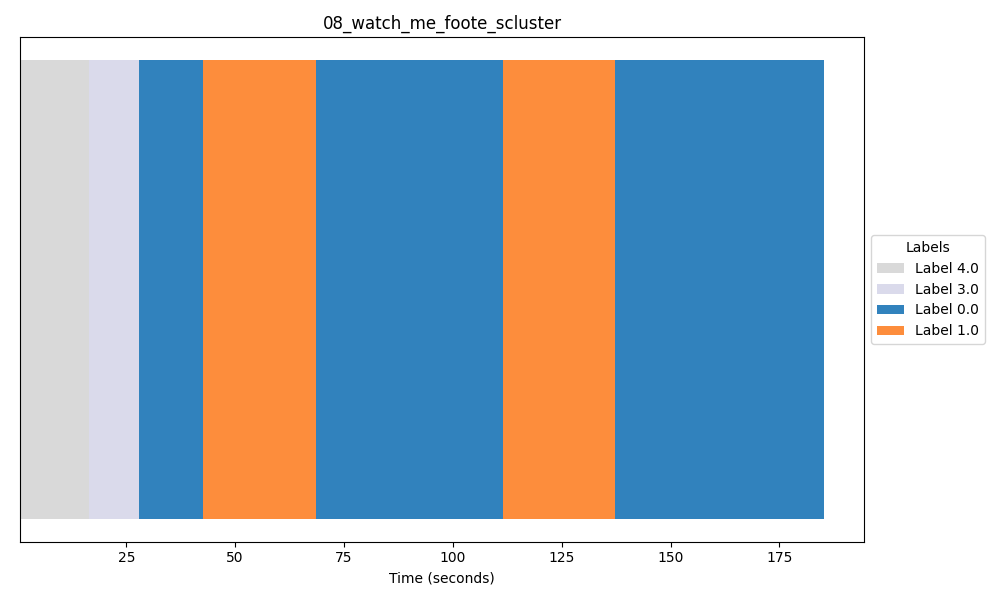 08_watch_me_foote_scluster
Labels
Label 4.0
Label 3.0
Label 0.0
Label 1.0
25 50 75 100 125 150 175
Time (seconds)